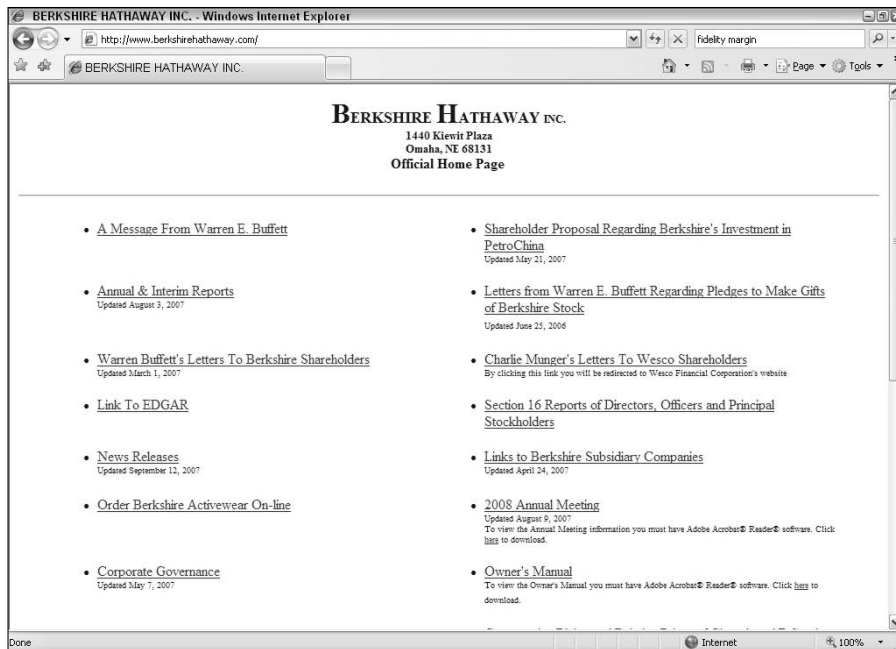 BERKSHIRE HATHAWAY INC. - Windows Internet Explorer
http://www.berkshirehathaway.com/
fidelity margin
BERKSHIRE HATHAWAY INC.
Page
Tools
BERKSHIRE HATHAWAY INC.
1440 Kiewit Plaza
Omaha, NE 68131
Official Home Page
A Message From Warren E. Buffett
Shareholder Proposal Regarding Berkshire's Investment in
PetroChina
Updated May 21, 2007
Annual & Interim Reports
Updated August 3, 2007
Letters from Warren E. Buffett Regarding Pledges to Make Gifts
of Berkshire Stock
Updated June 25, 2006
Warren Buffett's Letters To Berkshire Shareholders
Updated March 1, 2007
Charlie Munger's Letters To Wesco Shareholders
By clicking this link you will be redirected to Wesco Financial Corporation's website
Link To EDGAR
Section 16 Reports of Directors, Officers and Principal
Stockholders
News Releases
Updated September 12, 2007
Links to Berkshire Subsidiary Companies
Updated April 24, 2007
Order Berkshire Activewear On-line
2008 Annual Meeting
Updated August 9, 2007
To view the Annual Meeting information you must have Adobe Acrobat® Reader® software. Click
here to download.
Corporate Governance
Updated May 7, 2007
Owner's Manual
To view the Owner's Manual you must have Adobe Acrobat® Reader® software. Click here to
download.
Done
Internet
100%